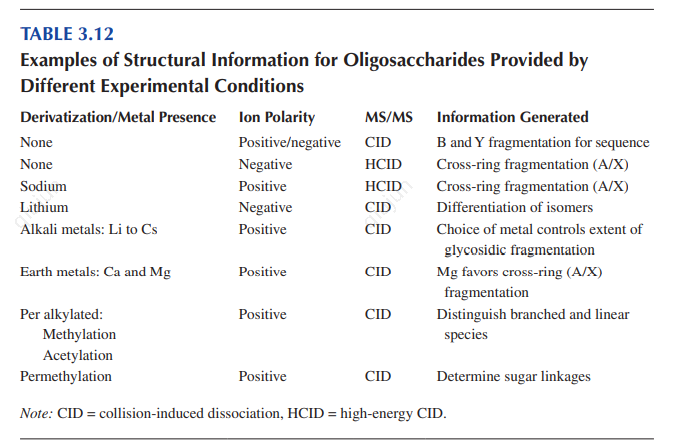 TABLE 3.12
Examples of Structural Information for Oligosaccharides Provided by
Different Experimental Conditions
Derivatization/Metal Presence Ion Polarity MS/MS Information Generated
None Positive/negative CID B and Y fragmentation for sequence
None Negative HCID Cross-ring fragmentation (A/X)
Sodium Positive HCID Cross-ring fragmentation (A/X)
Lithium Negative CID Differentiation of isomers
Alkali metals: Li to Cs Positive CID Choice of metal controls extent of
glycosidic fragmentation
Earth metals: Ca and Mg Positive CID Mg favors cross-ring (A/X)
fragmentation
Per alkylated: Positive CID Distinguish branched and linear
Methylation species
Acetylation
Permethylation Positive CID Determine sugar linkages
Note: CID = collision-induced dissociation, HCID = high-energy CID.